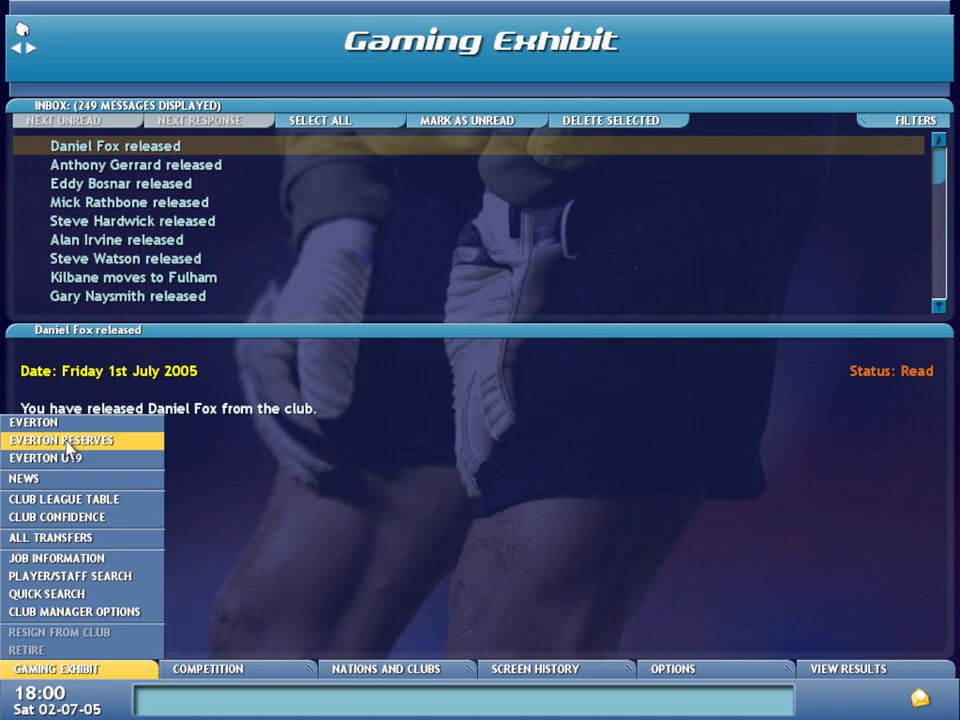 Gaming Exhibit
INBOX: (249 MESSAGES DISPLAYED)
NEXT UNREAD NEXT RESPONSE SELECT ALL MARK AS UNREAD DELETE SELECTED FILTERS
Daniel Fox released
Anthony Gerrard released
Eddy Bosnar released
Mick Rathbone released
Steve Hardwick released
Alan Irvine released
Steve Watson released
Kilbane moves to Fulham
Gary Naysmith released
Daniel Fox released
Date: Friday 1st July 2005 Status: Read
You have released Daniel Fox from the club.
EVERTON
EVERTON RESERVES
EVERTON U19
NEWS
CLUB LEAGUE TABLE
CLUB CONFIDENCE
ALL TRANSFERS
JOB INFORMATION
PLAYER/STAFF SEARCH
QUICK SEARCH
CLUB MANAGER OPTIONS
RESIGN FROM CLUB
RETIRE
GAMING EXHIBIT COMPETITION NATIONS AND CLUBS SCREEN HISTORY OPTIONS VIEW RESULTS
18:00
Sat 02-07-05